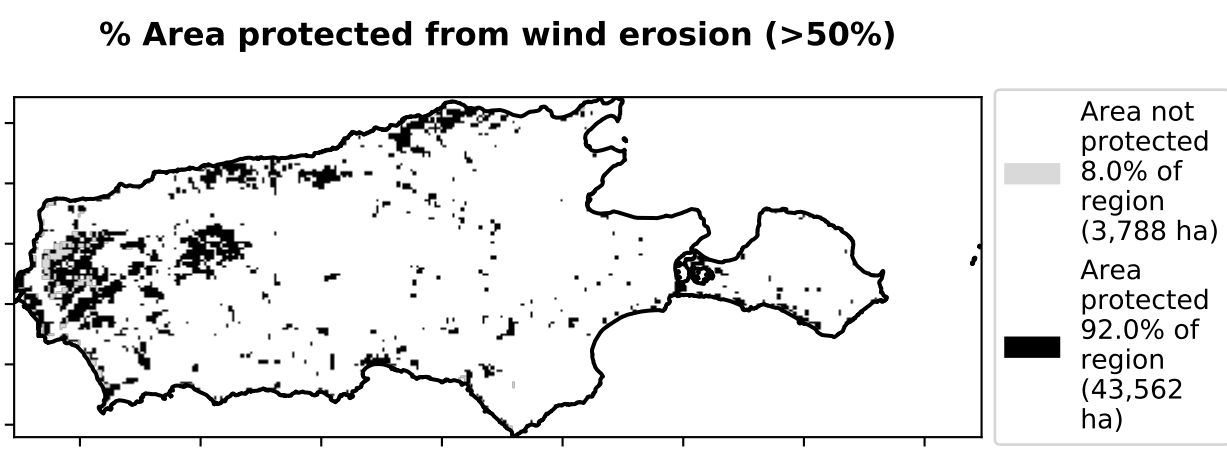 % Area protected from wind erosion (>50%)
Area not
protected
8.0% of
region
(3,788 ha)
Area
protected
92.0% of
region
(43,562
ha)